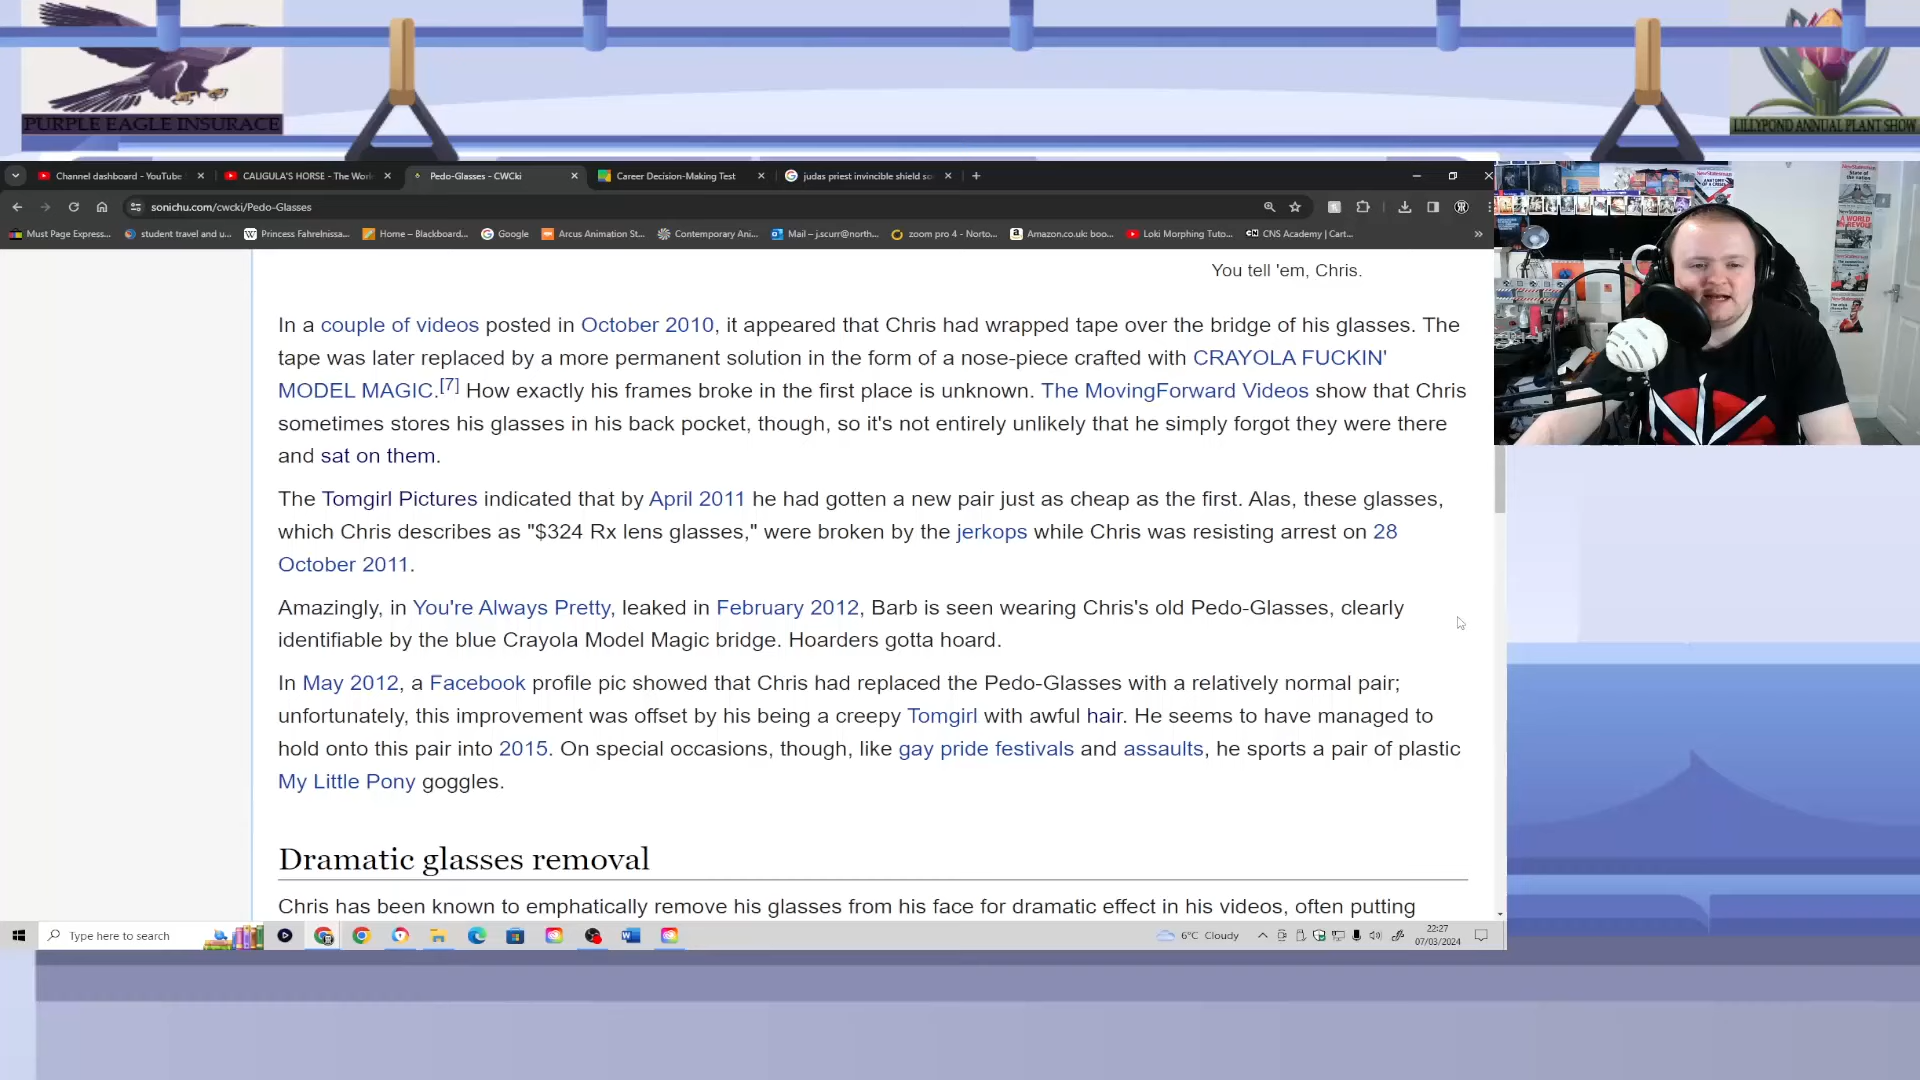 PURPLE EAGLE INSURACE
LILLYPOND ANNUAL PLANT SHOW
Channel dashboard - YouTube
CALIGULA'S HORSE - The Worl
Pedo-Glasses - CWCki
Career Decision-Making Test
judas priest invincible shield so
sonichu.com/cwcki/Pedo-Glasses
Must Page Express...
student travel and u...
Princess Fahrelnissa...
Home – Blackboard...
Google
Arcus Animation St...
Contemporary Ani...
Mail – j.scurr@north...
zoom pro 4 - Norto...
Amazon.co.uk: boo...
Loki Morphing Tuto...
CNS Academy | Cart...
»
You tell 'em, Chris.
In a couple of videos posted in October 2010, it appeared that Chris had wrapped tape over the bridge of his glasses. The
tape was later replaced by a more permanent solution in the form of a nose-piece crafted with CRAYOLA FUCKIN'
MODEL MAGIC.[7] How exactly his frames broke in the first place is unknown. The MovingForward Videos show that Chris
sometimes stores his glasses in his back pocket, though, so it's not entirely unlikely that he simply forgot they were there
and sat on them.
The Tomgirl Pictures indicated that by April 2011 he had gotten a new pair just as cheap as the first. Alas, these glasses,
which Chris describes as "$324 Rx lens glasses," were broken by the jerkops while Chris was resisting arrest on 28
October 2011.
Amazingly, in You're Always Pretty, leaked in February 2012, Barb is seen wearing Chris's old Pedo-Glasses, clearly
identifiable by the blue Crayola Model Magic bridge. Hoarders gotta hoard.
In May 2012, a Facebook profile pic showed that Chris had replaced the Pedo-Glasses with a relatively normal pair;
unfortunately, this improvement was offset by his being a creepy Tomgirl with awful hair. He seems to have managed to
hold onto this pair into 2015. On special occasions, though, like gay pride festivals and assaults, he sports a pair of plastic
My Little Pony goggles.
Dramatic glasses removal
Chris has been known to emphatically remove his glasses from his face for dramatic effect in his videos, often putting
Type here to search
6°C Cloudy
22:27
07/03/2024